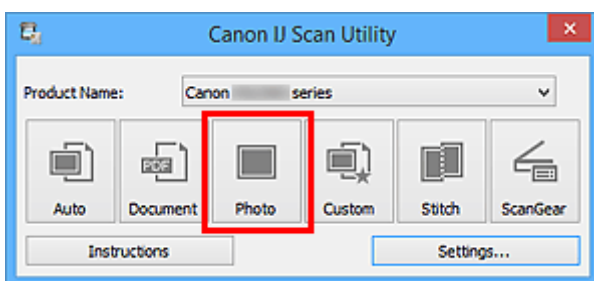 Canon IJ Scan Utility
Product Name: Canon series
PDF
Auto Document Photo Custom Stitch ScanGear
Instructions Settings...